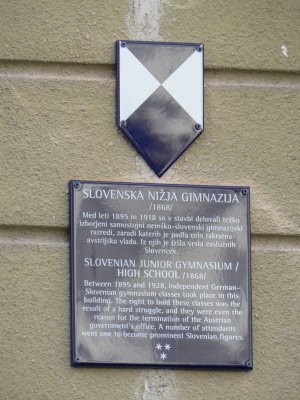 SLOVENSKA NIŽJA GIMNAZIJA
/1868/
Med leti 1895 in 1918 so v stavbi delovali težko
izborjeni samostojni nemško-slovenski gimnazijski
razredi, zaradi katerih je padla celo takratna
avstrijska vlada. Iz njih je izšla vrsta zaslužnih
Slovencev.
SLOVENIAN JUNIOR GYMNASIUM /
HIGH SCHOOL /1868/
Between 1895 and 1928, independent German-
Slovenian gymnasium classes took place in this
building. The right to hold these classes was the
result of a hard struggle, and they were even the
reason for the termination of the Austrian
government's office. A number of attendants
went one to become prominent Slovenian figures.